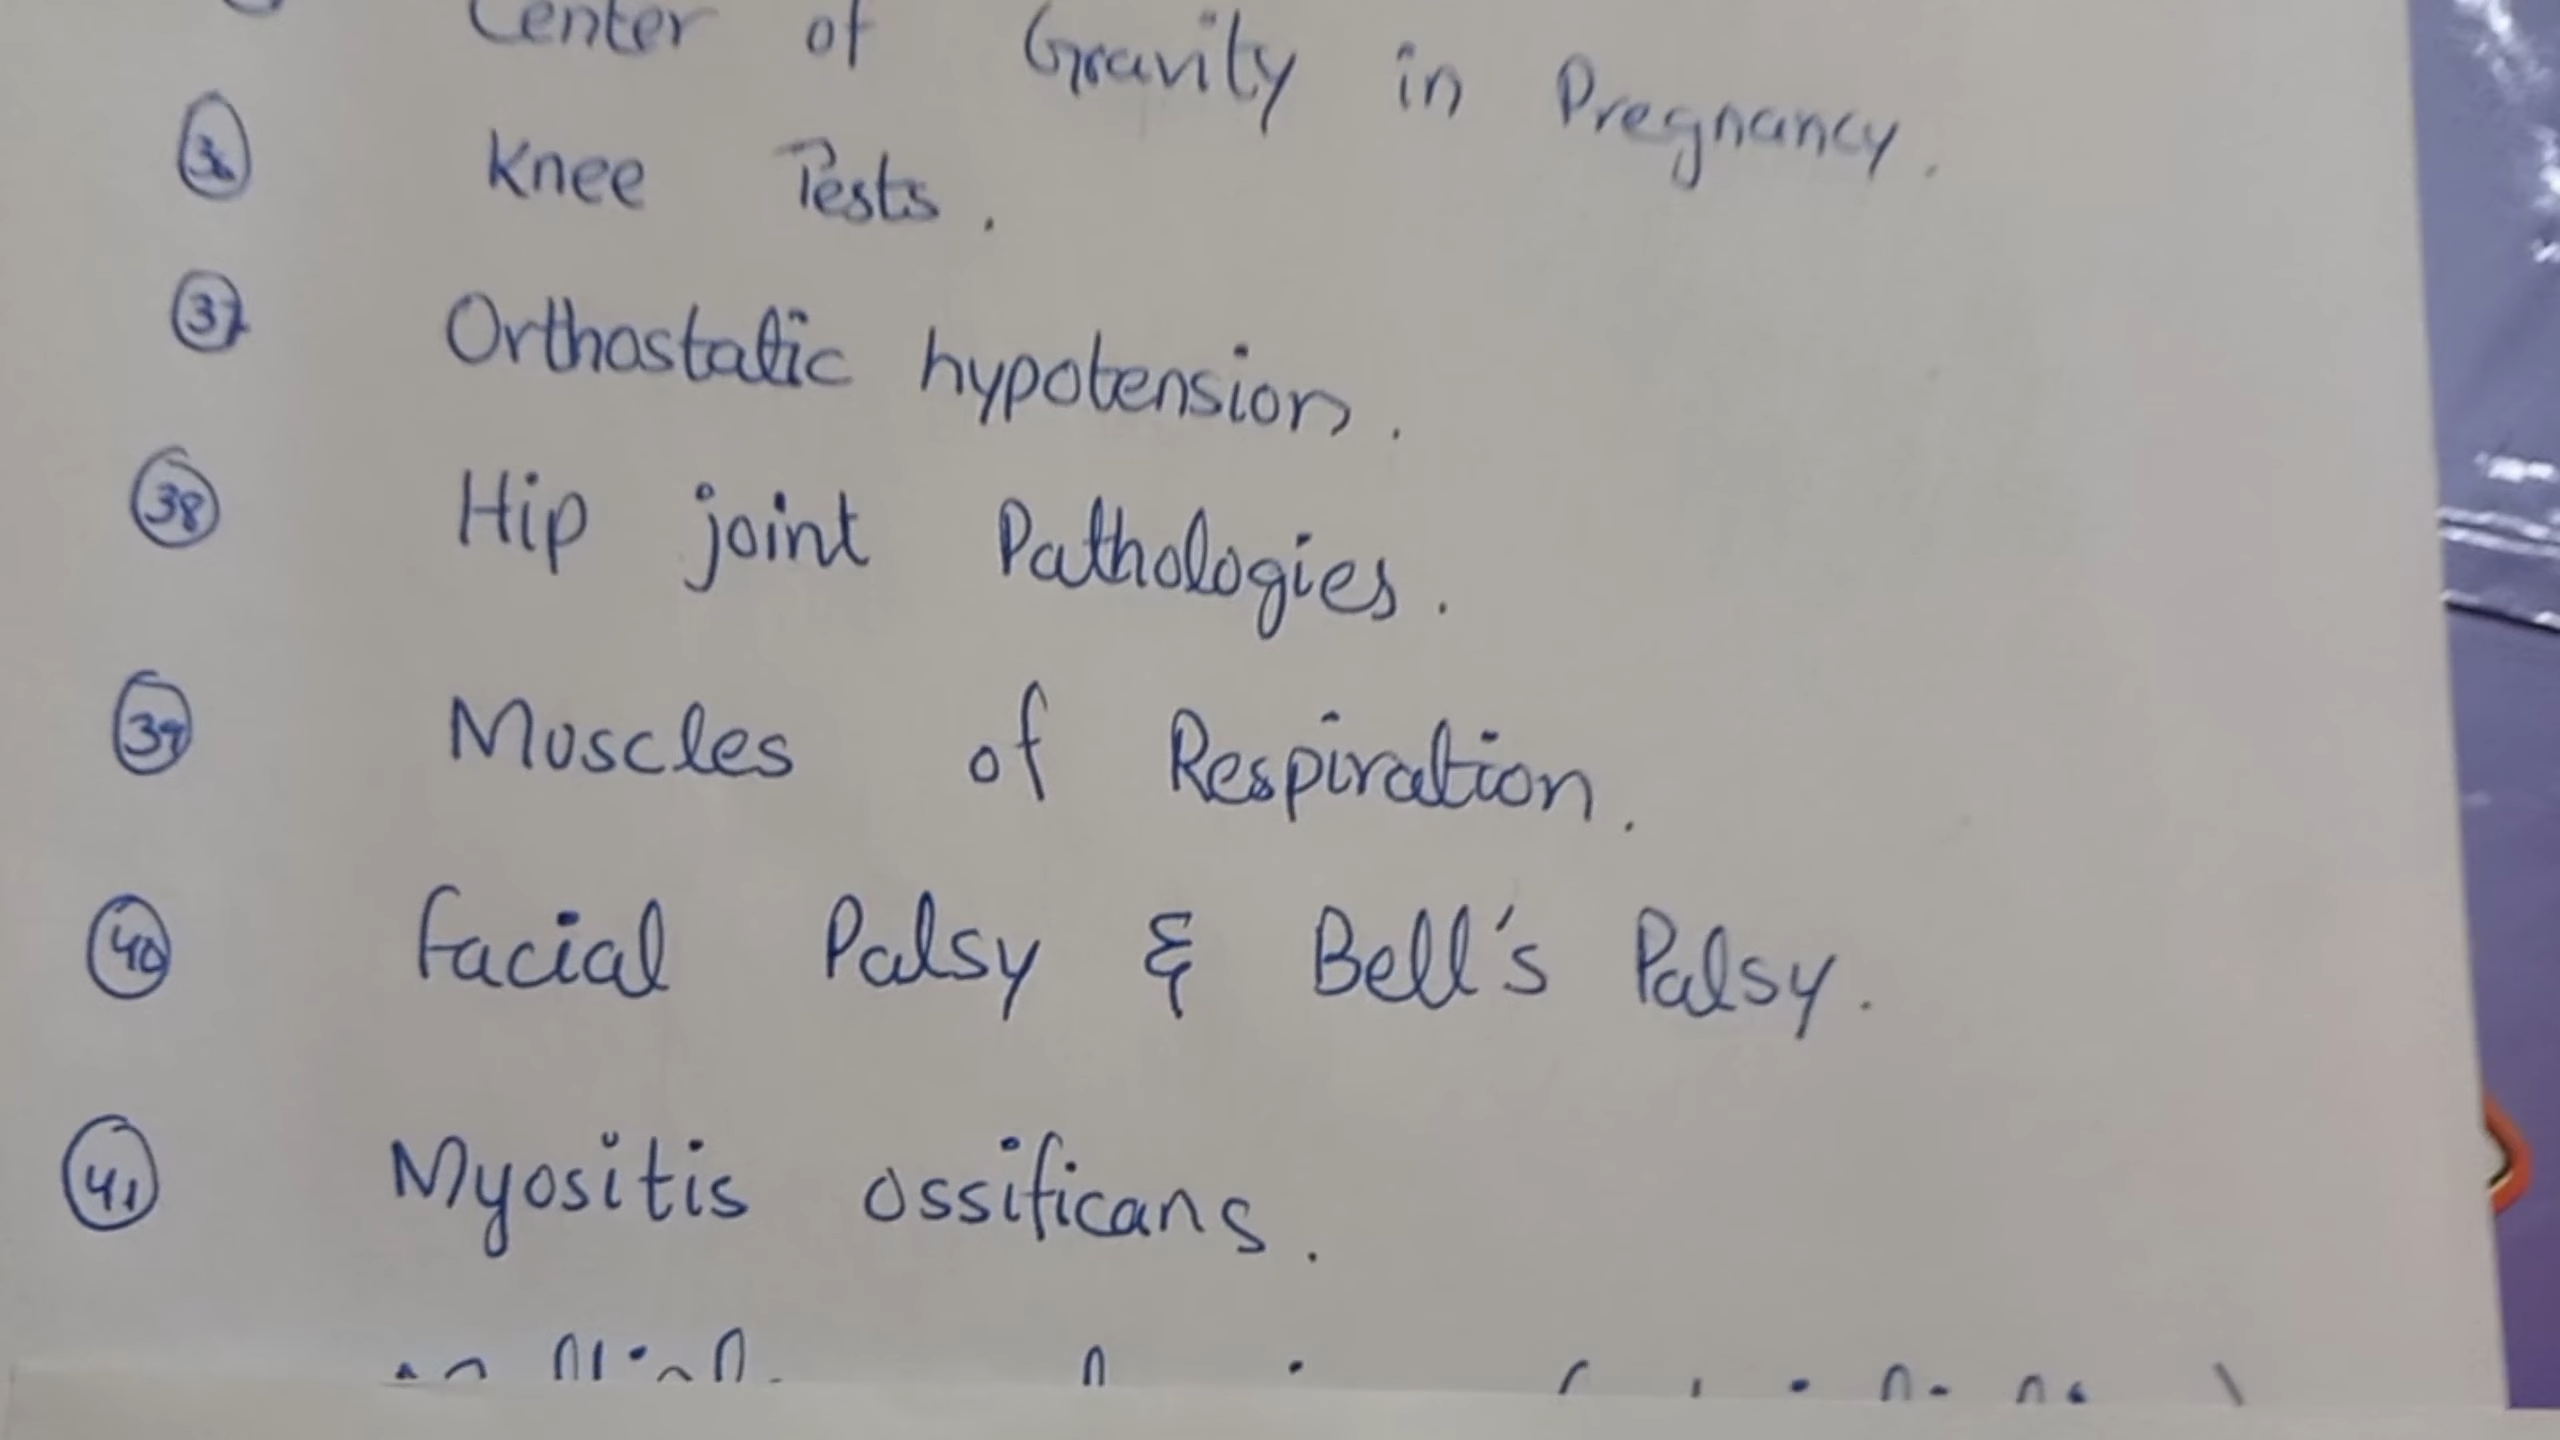 Center of Gravity in Pregnancy.
36 Knee Tests.
37 Orthostatic hypotension.
38 Hip joint Pathologies.
39 Muscles of Respiration.
40 Facial Palsy & Bell's Palsy.
41 Myositis ossificans.